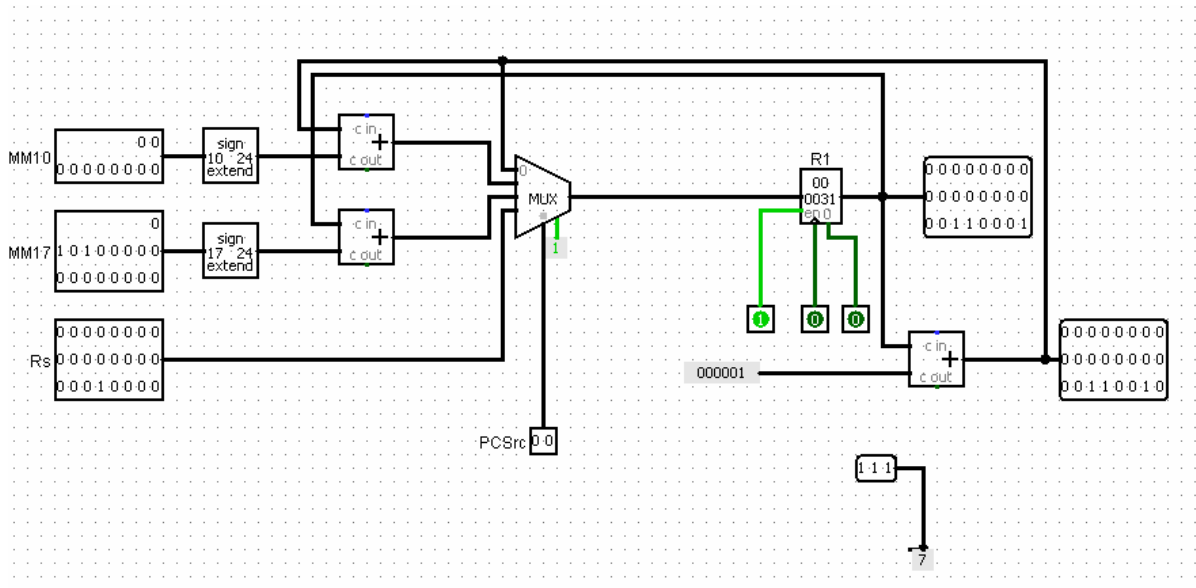 MM10
0 0
0 0 0 0 0 0 0 0
sign
10 24
extend
c in
+
c out
MM17
0
1 0 1 0 0 0 0 0
0 0 0 0 0 0 0 0
sign
17 24
extend
c in
+
c out
Rs
0 0 0 0 0 0 0 0
0 0 0 0 0 0 0 0
0 0 0 1 0 0 0 0
0
MUX
1
PCSrc
0 0
R1
00
0031
en 0
1
0
0
0 0 0 0 0 0 0 0
0 0 0 0 0 0 0 0
0 0 1 1 0 0 0 1
000001
c in
+
c out
0 0 0 0 0 0 0 0
0 0 0 0 0 0 0 0
0 0 1 1 0 0 1 0
1 1 1
7